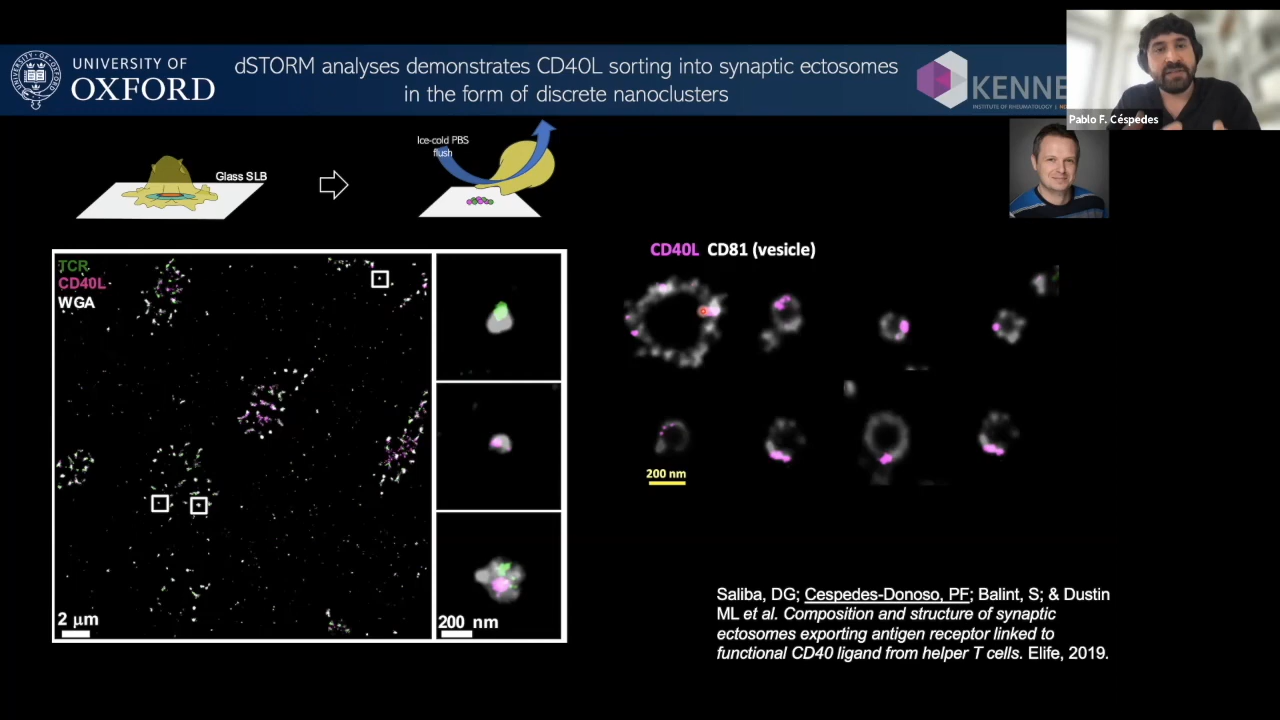 UNIVERSITY OF
OXFORD
dSTORM analyses demonstrates CD40L sorting into synaptic ectosomes
in the form of discrete nanoclusters
KENNE
INSTITUTE OF RHEUMATOLOGY
Pablo F. Céspedes
Glass SLB
Ice-cold PBS
flush
TCR
CD40L
WGA
2 µm
200 nm
CD40L CD81 (vesicle)
200 nm
Saliba, DG; Cespedes-Donoso, PF; Balint, S; & Dustin
ML et al. Composition and structure of synaptic
ectosomes exporting antigen receptor linked to
functional CD40 ligand from helper T cells. Elife, 2019.